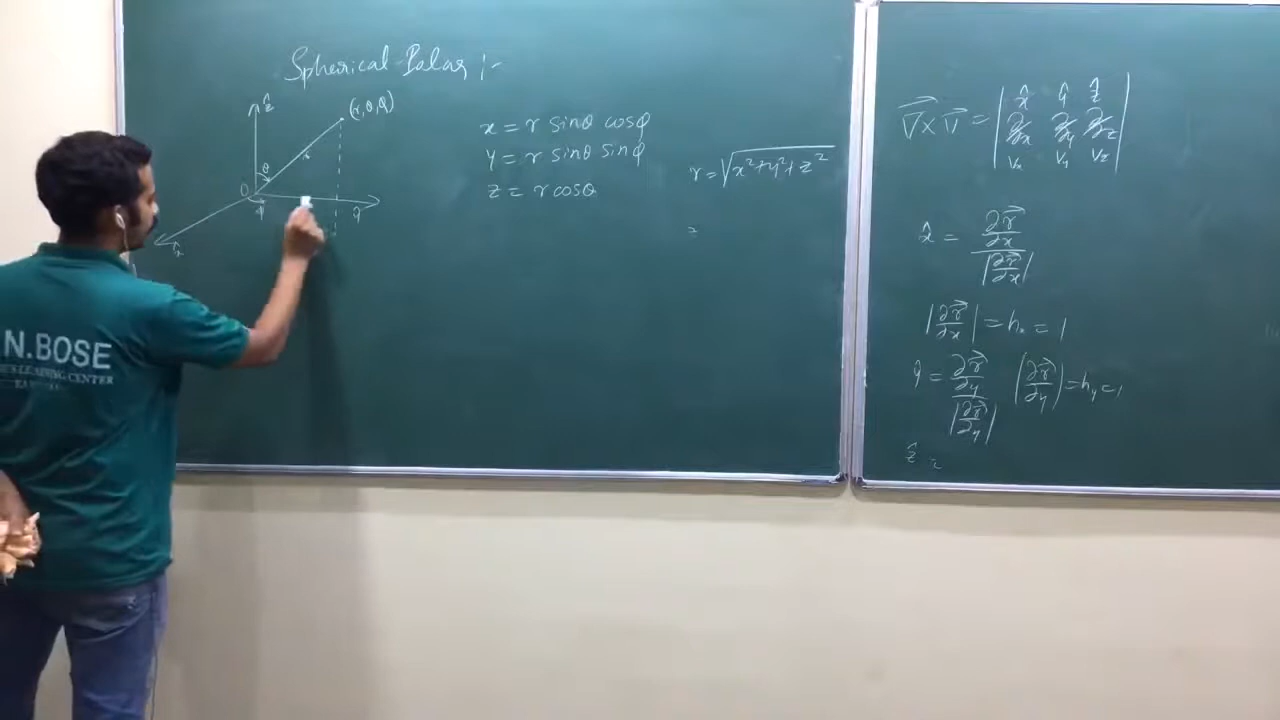 Spherical Polar :-
ẑ
(r, θ, φ)
θ
r
O
φ
ŷ
x̂
x = r sinθ cosφ
y = r sinθ sinφ
z = r cosθ
r = √x²+y²+z²
=
∇⃗ × V⃗ = | x̂ ŷ ẑ |
| ∂/∂x ∂/∂y ∂/∂z |
| Vx Vy Vz |
x̂ = ∂r⃗/∂x / |∂r⃗/∂x|
|∂r⃗/∂x| = hx = 1
ŷ = ∂r⃗/∂y / |∂r⃗/∂y| |∂r⃗/∂y| = hy = 1
ẑ =
N.BOSE
LEARNING CENTER